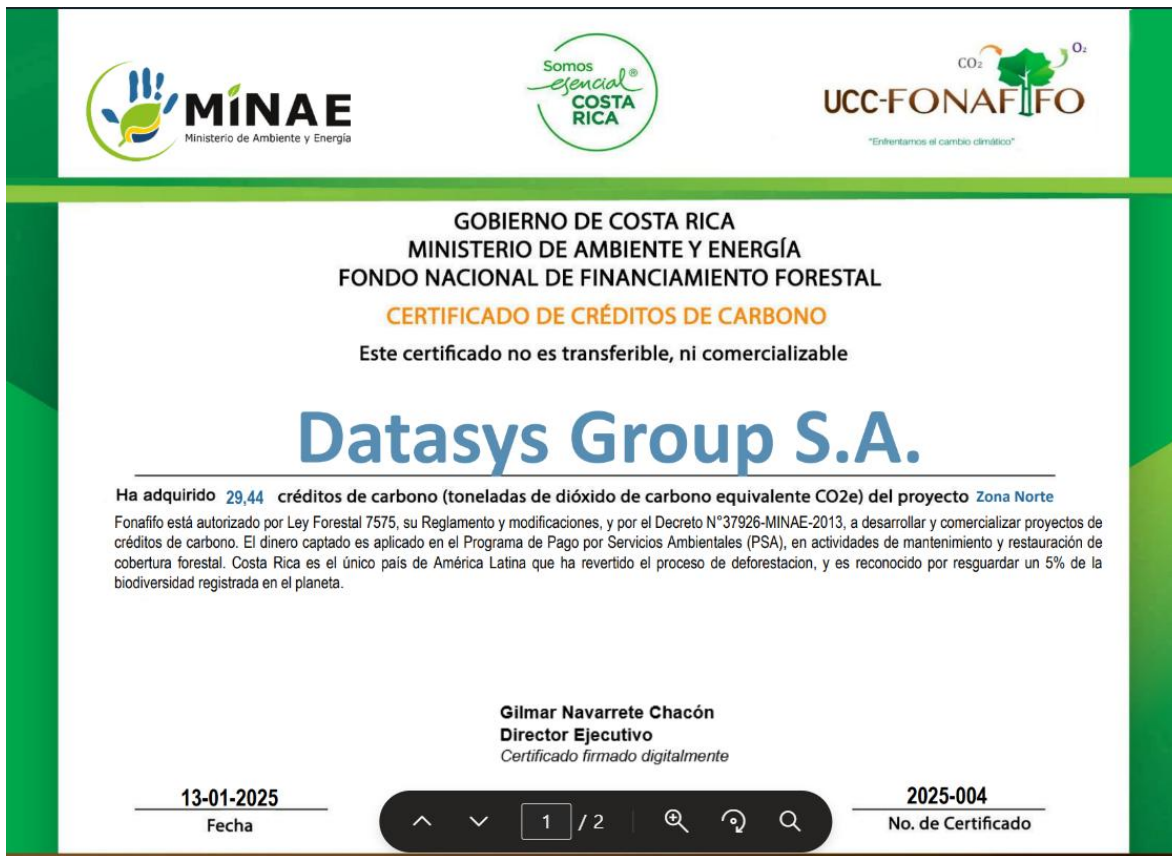 MINAE
Ministerio de Ambiente y Energía
Somos
esencial®
COSTA
RICA
CO₂
O₂
UCC-FONAFIFO
"Enfrentamos el cambio climático"
GOBIERNO DE COSTA RICA
MINISTERIO DE AMBIENTE Y ENERGÍA
FONDO NACIONAL DE FINANCIAMIENTO FORESTAL
CERTIFICADO DE CRÉDITOS DE CARBONO
Este certificado no es transferible, ni comercializable
Datasys Group S.A.
Ha adquirido 29,44 créditos de carbono (toneladas de dióxido de carbono equivalente CO2e) del proyecto Zona Norte
Fonafifo está autorizado por Ley Forestal 7575, su Reglamento y modificaciones, y por el Decreto N°37926-MINAE-2013, a desarrollar y comercializar proyectos de
créditos de carbono. El dinero captado es aplicado en el Programa de Pago por Servicios Ambientales (PSA), en actividades de mantenimiento y restauración de
cobertura forestal. Costa Rica es el único país de América Latina que ha revertido el proceso de deforestacion, y es reconocido por resguardar un 5% de la
biodiversidad registrada en el planeta.
Gilmar Navarrete Chacón
Director Ejecutivo
Certificado firmado digitalmente
13-01-2025
Fecha
1 / 2
2025-004
No. de Certificado